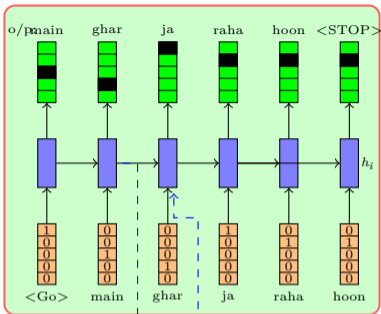 o/p: main ghar ja raha hoon <STOP>
h_i
1 0 0 1 0 0
0 0 0 0 1 1
0 1 0 0 0 0
0 0 1 0 0 0
0 0 0 0 0 0
<Go> main ghar ja raha hoon